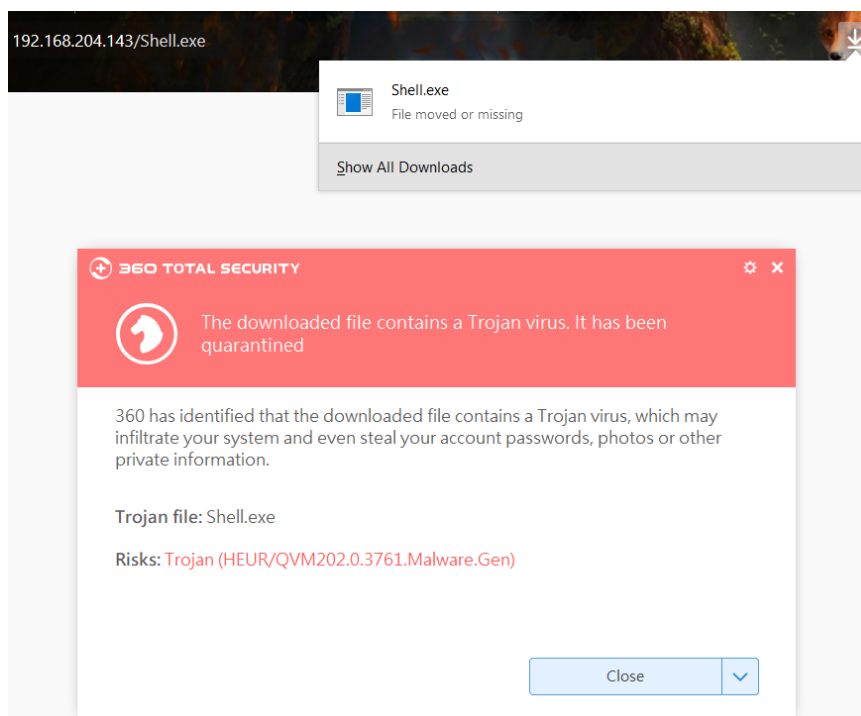 192.168.204.143/Shell.exe
Shell.exe
File moved or missing
Show All Downloads
360 TOTAL SECURITY
The downloaded file contains a Trojan virus. It has been
quarantined
360 has identified that the downloaded file contains a Trojan virus, which may
infiltrate your system and even steal your account passwords, photos or other
private information.
Trojan file: Shell.exe
Risks: Trojan (HEUR/QVM202.0.3761.Malware.Gen)
Close